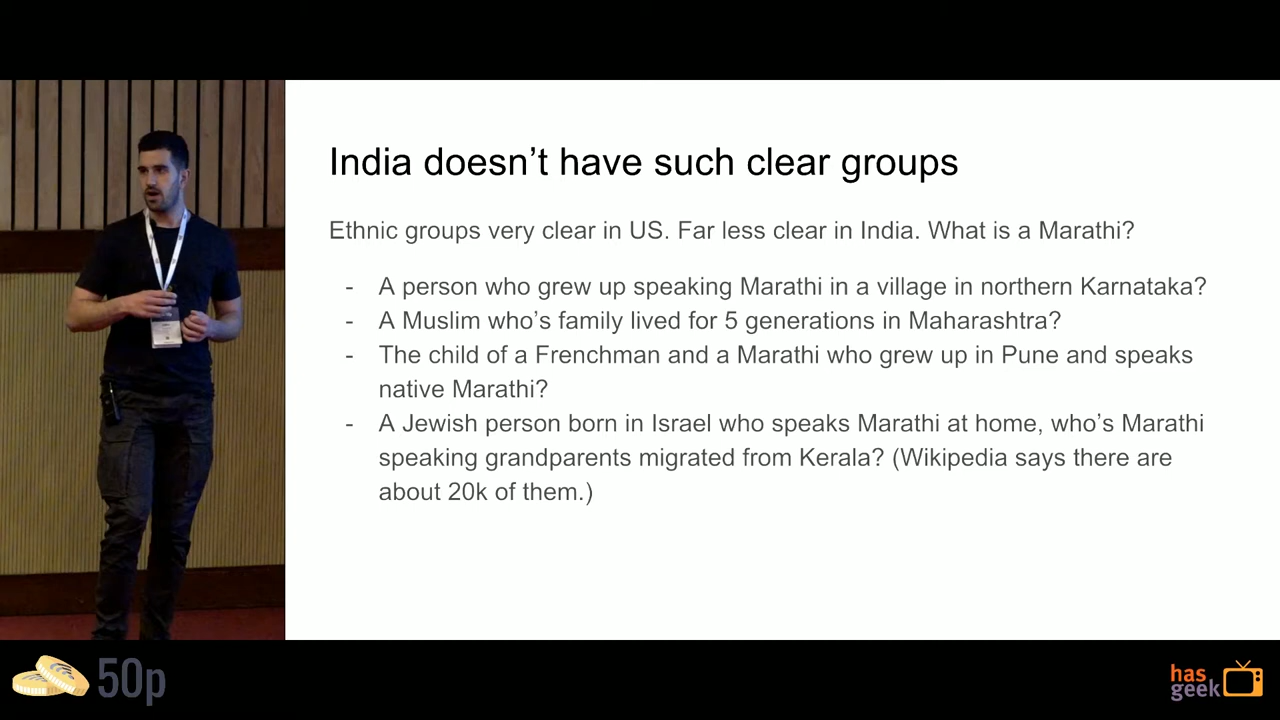 India doesn’t have such clear groups
Ethnic groups very clear in US. Far less clear in India. What is a Marathi?
- A person who grew up speaking Marathi in a village in northern Karnataka?
- A Muslim who’s family lived for 5 generations in Maharashtra?
- The child of a Frenchman and a Marathi who grew up in Pune and speaks
native Marathi?
- A Jewish person born in Israel who speaks Marathi at home, who’s Marathi
speaking grandparents migrated from Kerala? (Wikipedia says there are
about 20k of them.)
50p
has
geek